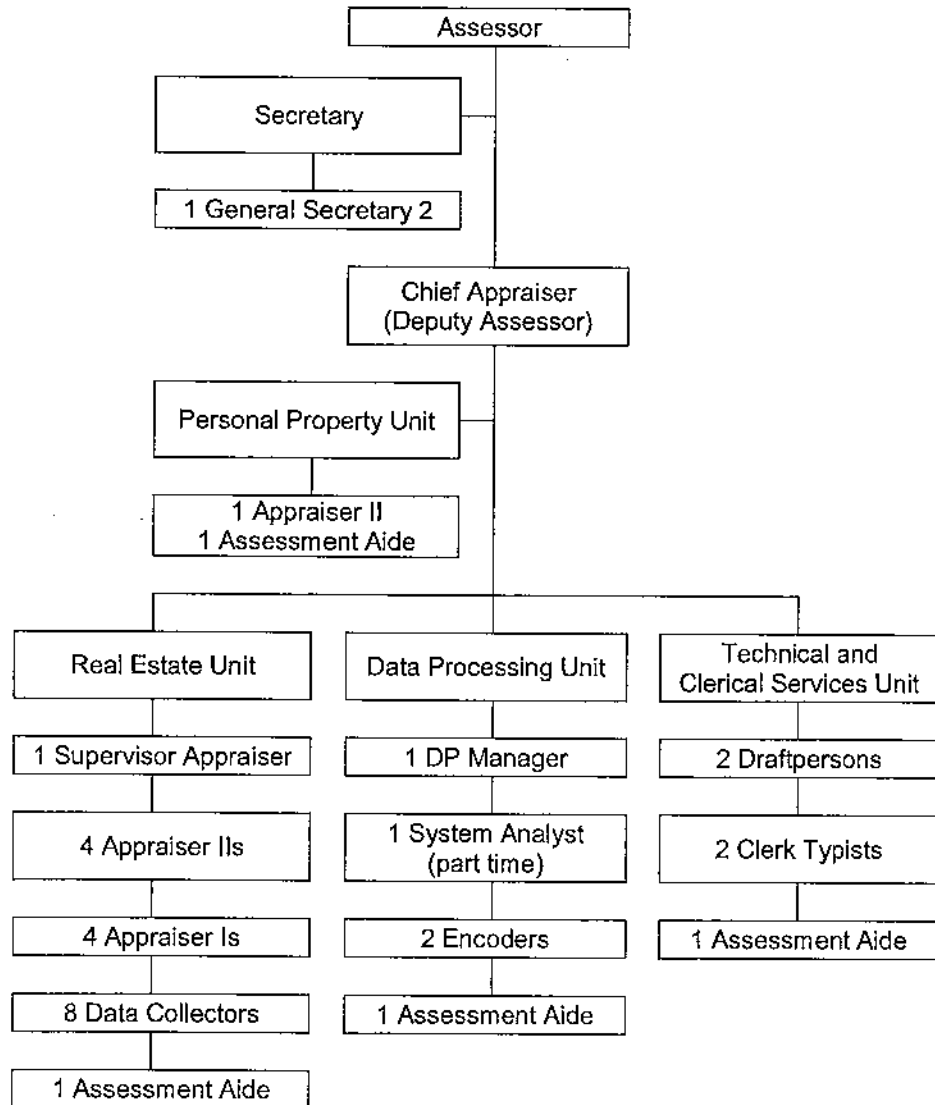 Assessor
Secretary
1 General Secretary 2
Chief Appraiser
(Deputy Assessor)
Personal Property Unit
1 Appraiser II
1 Assessment Aide
Real Estate Unit
1 Supervisor Appraiser
4 Appraiser IIs
4 Appraiser Is
8 Data Collectors
1 Assessment Aide
Data Processing Unit
1 DP Manager
1 System Analyst
(part time)
2 Encoders
1 Assessment Aide
Technical and
Clerical Services Unit
2 Draftpersons
2 Clerk Typists
1 Assessment Aide